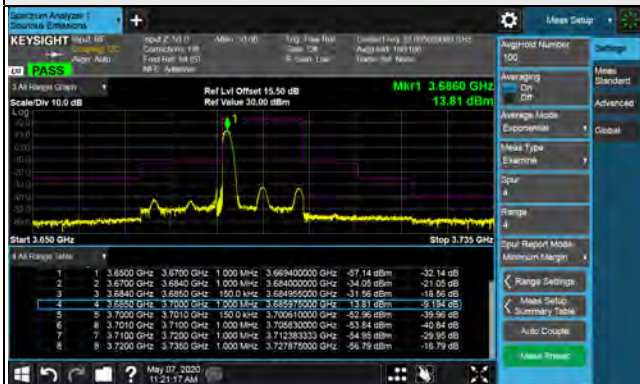 Spectrum Analyzer 1
Spurious Emissions
Meas Setup
KEYSIGHT Input: RF
Coupling: DC
Align: Auto
Input Z: 50 Ω
Corrections: Off
Freq Ref: Int (S)
NFE: Adaptive
Trig: Free Run
Gate: Off
PASS
3 All Range Graph
Scale/Div 10.0 dB
Ref Lvl Offset 15.50 dB
Ref Value 30.00 dBm
Mkr1 3.6860 GHz
13.81 dBm
Log
1
Start 3.650 GHz
Stop 3.735 GHz
4 All Range Table
1 1 3.6500 GHz 3.6700 GHz 1.000 MHz 3.669400000 GHz -57.14 dBm -32.14 dB
3.6840 GHz 1.000 MHz 3.684000000 GHz -34.05 dBm -21.05 dB
3 3 3.6840 GHz 3.6850 GHz 150.0 kHz 3.684955000 GHz -31.56 dBm -18.56 dB
4 4 3.6850 GHz 3.7000 GHz 1.000 MHz 3.685975000 GHz 13.81 dBm -9.194 dB
5 5 3.7000 GHz 3.7010 GHz 150.0 kHz 3.700610000 GHz -52.96 dBm -39.96 dB
6 6 3.7010 GHz 3.7100 GHz 1.000 MHz 3.705830000 GHz -53.84 dBm -40.84 dB
7 7 3.7100 GHz 3.7200 GHz 1.000 MHz 3.712383333 GHz -54.95 dBm -29.95 dB
8 8 3.7200 GHz 3.7350 GHz 1.000 MHz 3.727875000 GHz -56.79 dBm -16.79 dB
May 07, 2020
11:21:17 AM
Avg|Hold Number
100
Averaging
On
Off
Average Mode
Exponential
Meas Type
Examine
Spur
4
Range
4
Spur Report Mode
Minimum Margin
Range Settings
Meas Setup
Summary Table
Auto Couple
Meas Preset
Settings
Meas
Standard
Advanced
Global